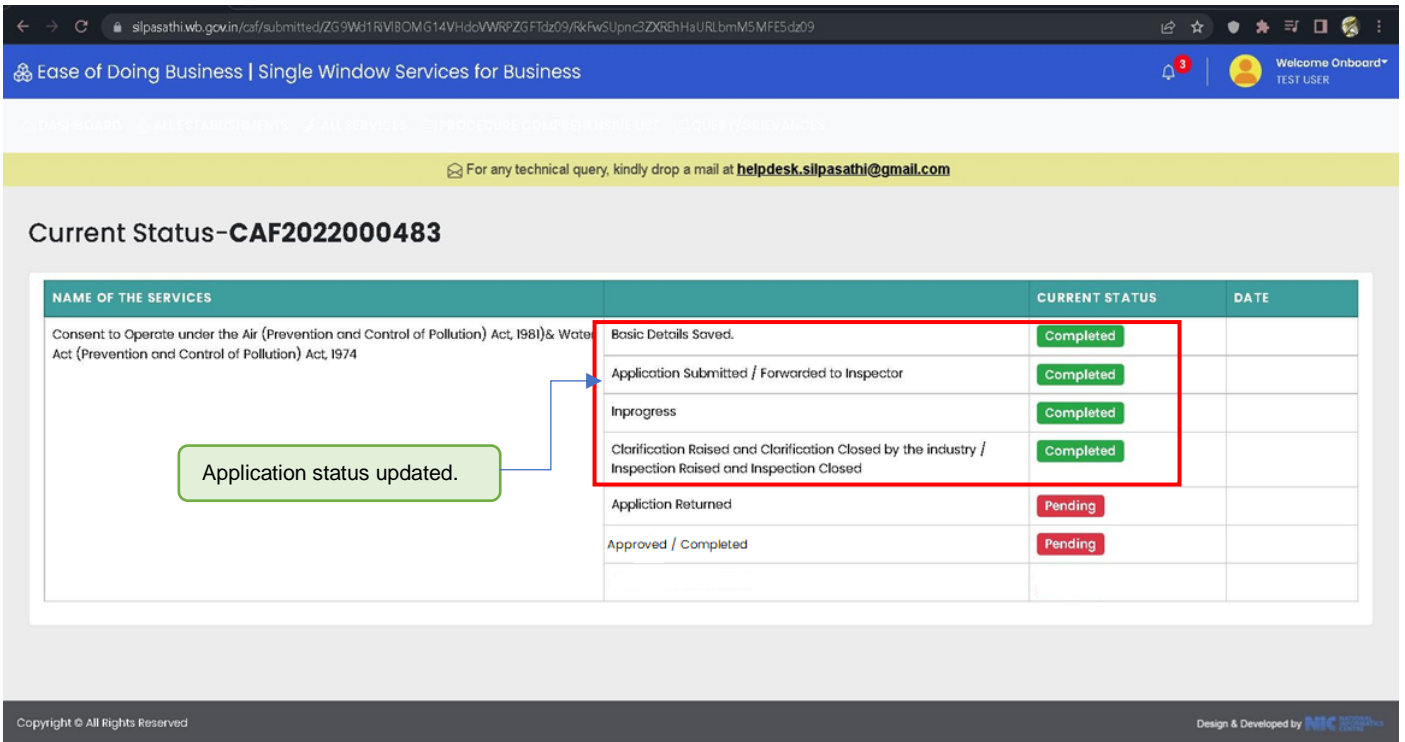 silpasathi.wb.gov.in/caf/submitted/
Ease of Doing Business | Single Window Services for Business
3
Welcome Onboard
TEST USER
For any technical query, kindly drop a mail at helpdesk.silpasathi@gmail.com
Current Status-CAF2022000483
NAME OF THE SERVICES
CURRENT STATUS
DATE
Consent to Operate under the Air (Prevention and Control of Pollution) Act, 1981)& Water
Act (Prevention and Control of Pollution) Act, 1974
Basic Details Saved.
Completed
Application Submitted / Forwarded to Inspector
Completed
Inprogress
Completed
Clarification Raised and Clarification Closed by the industry /
Inspection Raised and Inspection Closed
Completed
Application status updated.
Appliction Returned
Pending
Approved / Completed
Pending
Copyright © All Rights Reserved
Design & Developed by NIC NATIONAL
INFORMATICS
CENTRE